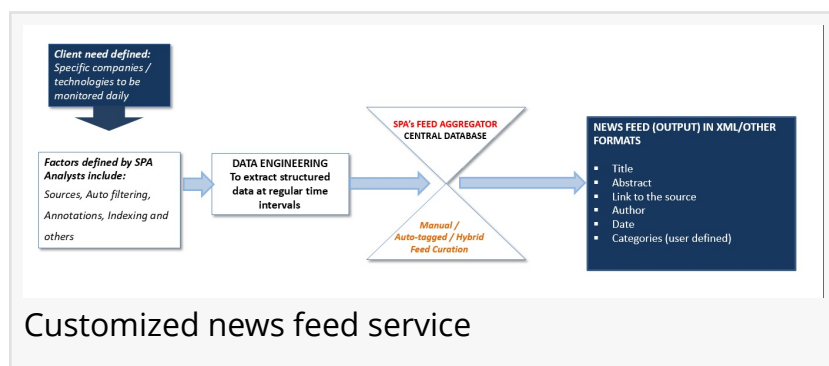 Client need defined:
Specific companies /
technologies to be
monitored daily
Factors defined by SPA
Analysts include:
Sources, Auto filtering,
Annotations, Indexing and
others
DATA ENGINEERING
To extract structured
data at regular time
intervals
SPA's FEED AGGREGATOR
CENTRAL DATABASE
Manual /
Auto-tagged / Hybrid
Feed Curation
NEWS FEED (OUTPUT) IN XML/OTHER
FORMATS
▪ Title
▪ Abstract
▪ Link to the source
▪ Author
▪ Date
▪ Categories (user defined)
Customized news feed service